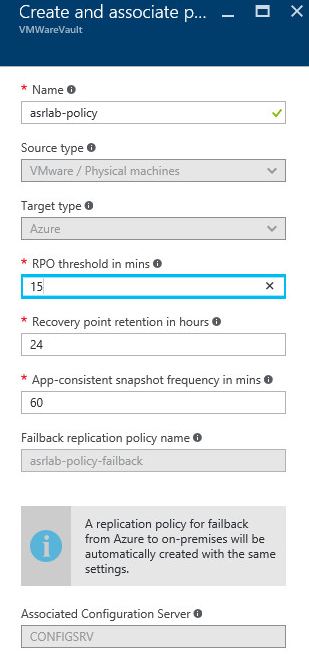 Create and associate p...
VMWareVault
* Name
asrlab-policy
Source type
VMware / Physical machines
Target type
Azure
* RPO threshold in mins
15
* Recovery point retention in hours
24
* App-consistent snapshot frequency in mins
60
Failback replication policy name
asrlab-policy-failback
A replication policy for failback
from Azure to on-premises will be
automatically created with the same
settings.
Associated Configuration Server
CONFIGSRV